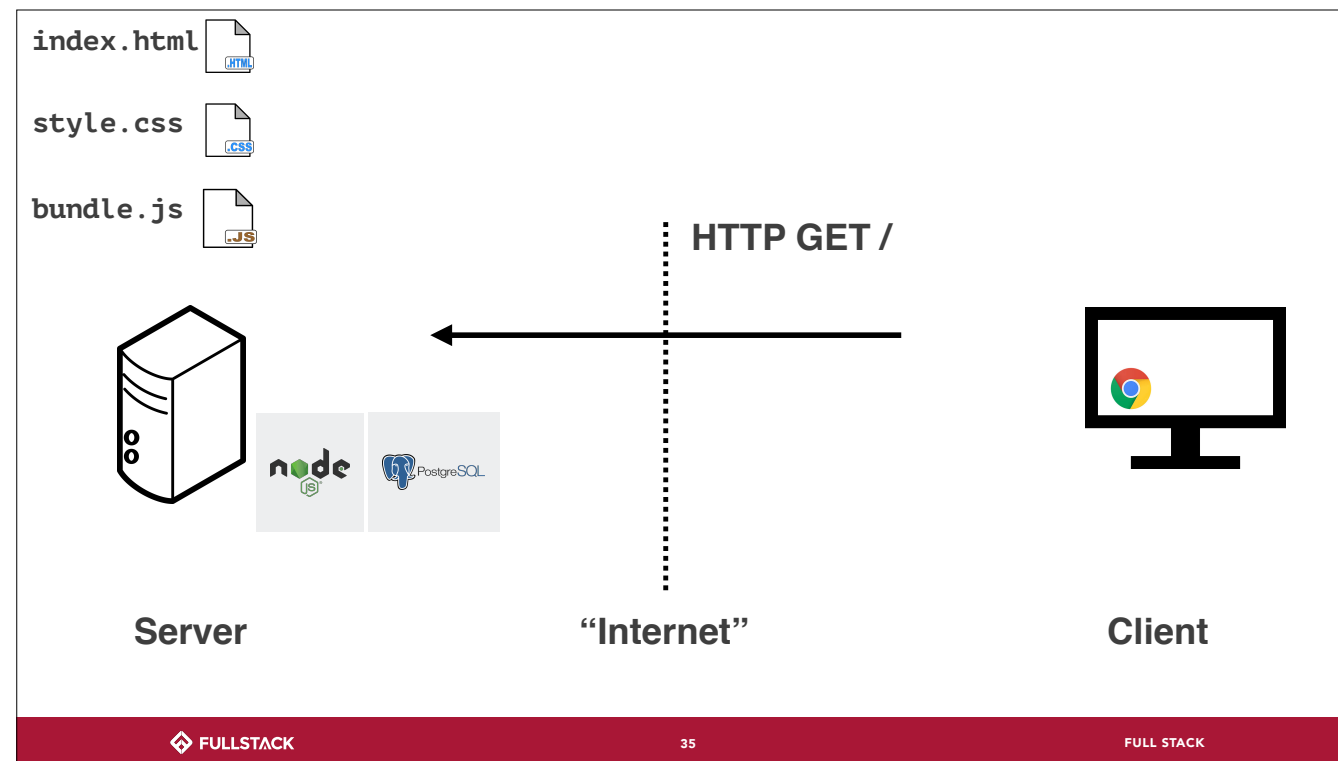 index.html
.HTML
style.css
.CSS
bundle.js
.JS
HTTP GET /
node
JS
PostgreSQL
Server
“Internet”
Client
FULLSTACK
35
FULL STACK